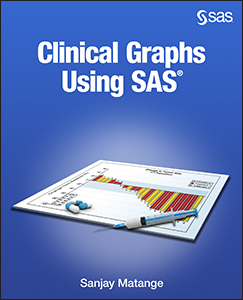 sas
Clinical Graphs
Using SAS®
Sanjay Matange